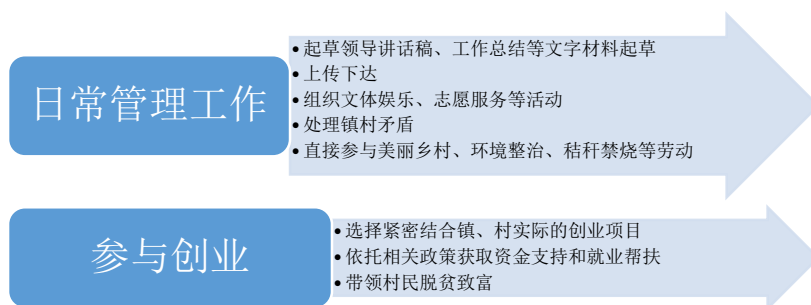 日常管理工作
•起草领导讲话稿、工作总结等文字材料起草
•上传下达
•组织文体娱乐、志愿服务等活动
•处理镇村矛盾
•直接参与美丽乡村、环境整治、秸秆禁烧等劳动
参与创业
•选择紧密结合镇、村实际的创业项目
•依托相关政策获取资金支持和就业帮扶
•带领村民脱贫致富